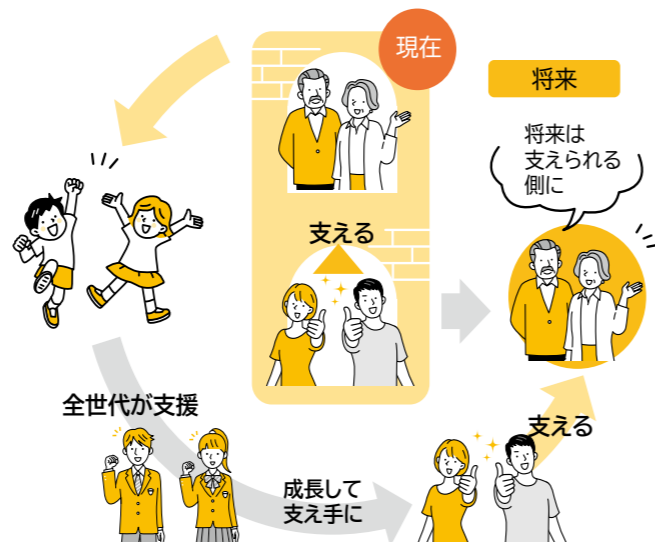 現在
将来
将来は
支えられる
側に
支える
全世代が支援
支える
成長して
支え手に